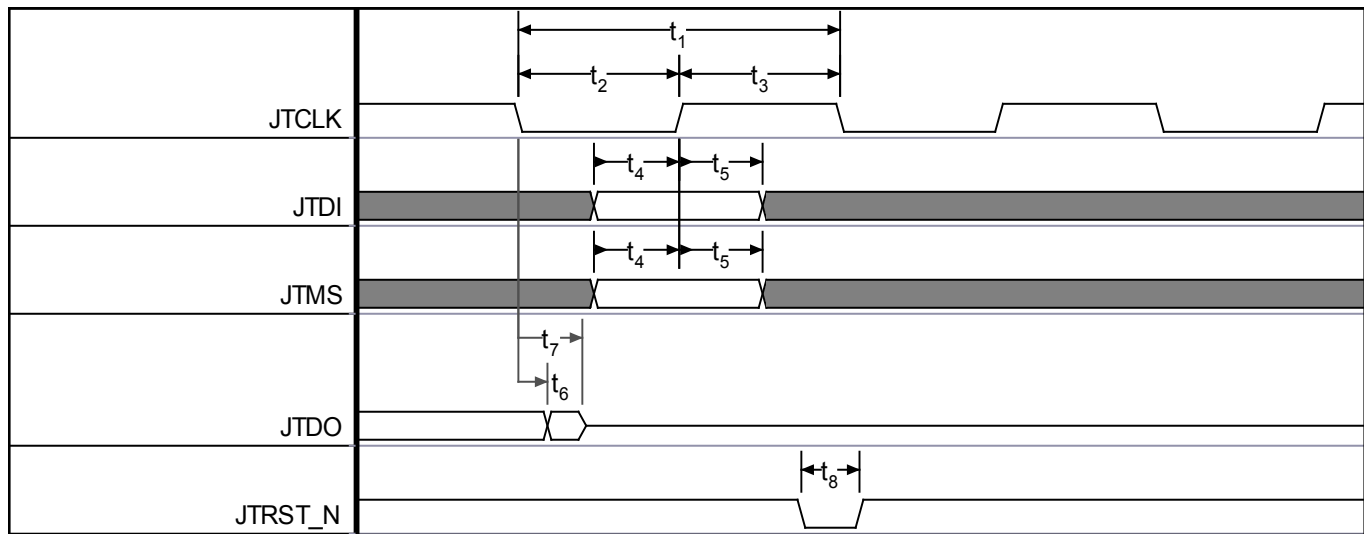 t₁
t₂ t₃
JTCLK
t₄ t₅
JTDI
t₄ t₅
JTMS
t₇
t₆
JTDO
t₈
JTRST_N